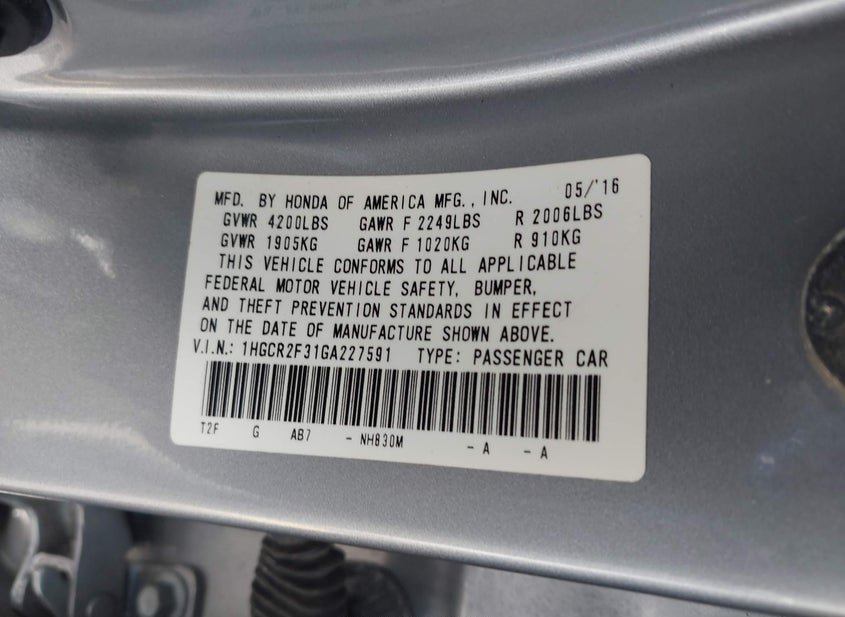 MFD. BY HONDA OF AMERICA MFG., INC. 05/'16
GVWR 4200LBS GAWR F 2249LBS R 2006LBS
GVWR 1905KG GAWR F 1020KG R 910KG
THIS VEHICLE CONFORMS TO ALL APPLICABLE
FEDERAL MOTOR VEHICLE SAFETY, BUMPER,
AND THEFT PREVENTION STANDARDS IN EFFECT
ON THE DATE OF MANUFACTURE SHOWN ABOVE.
V.I.N.: 1HGCR2F31GA227591 TYPE: PASSENGER CAR
T2F G AB7 - NH830M - A - A